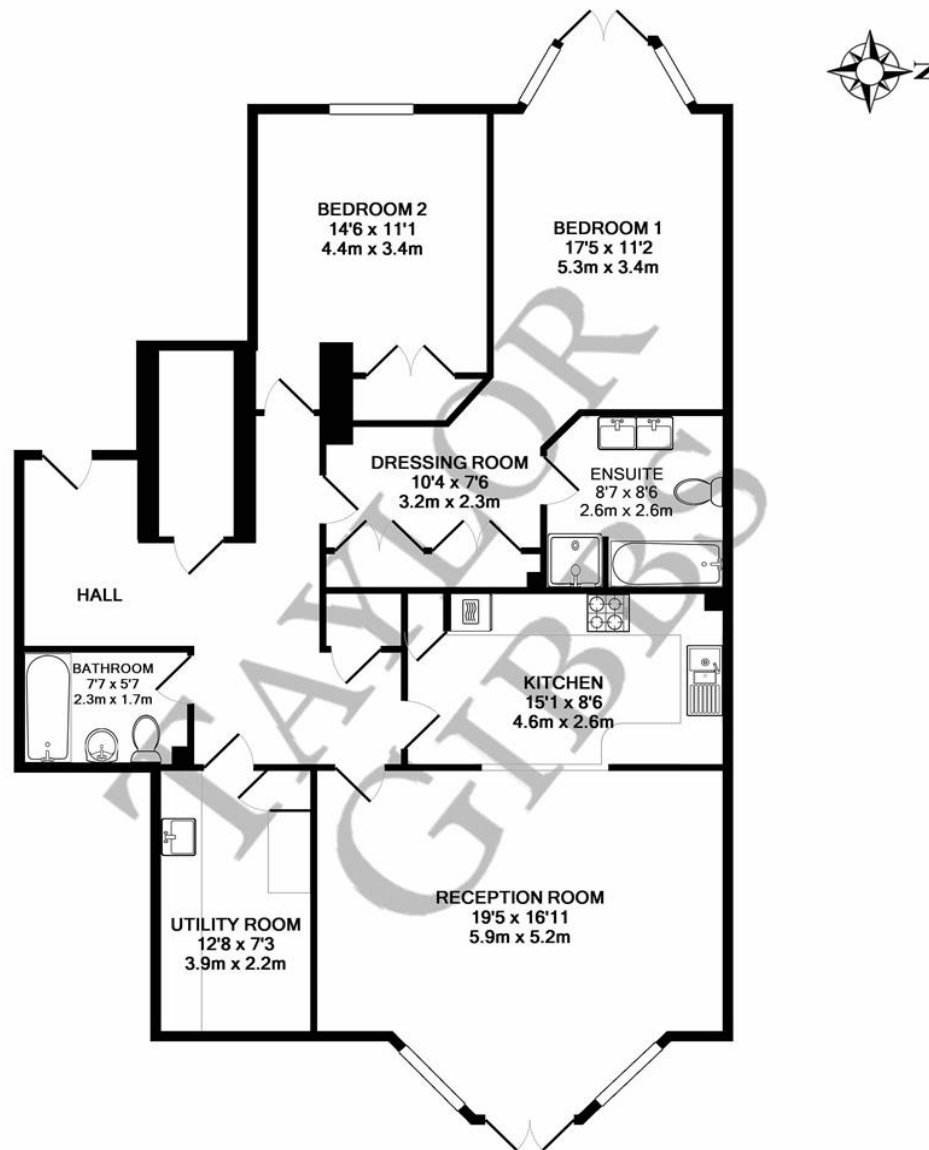 N
BEDROOM 2
14'6 x 11'1
4.4m x 3.4m
BEDROOM 1
17'5 x 11'2
5.3m x 3.4m
DRESSING ROOM
10'4 x 7'6
3.2m x 2.3m
ENSUITE
8'7 x 8'6
2.6m x 2.6m
HALL
BATHROOM
7'7 x 5'7
2.3m x 1.7m
KITCHEN
15'1 x 8'6
4.6m x 2.6m
RECEPTION ROOM
19'5 x 16'11
5.9m x 5.2m
UTILITY ROOM
12'8 x 7'3
3.9m x 2.2m
TAYLOR
GIBBS